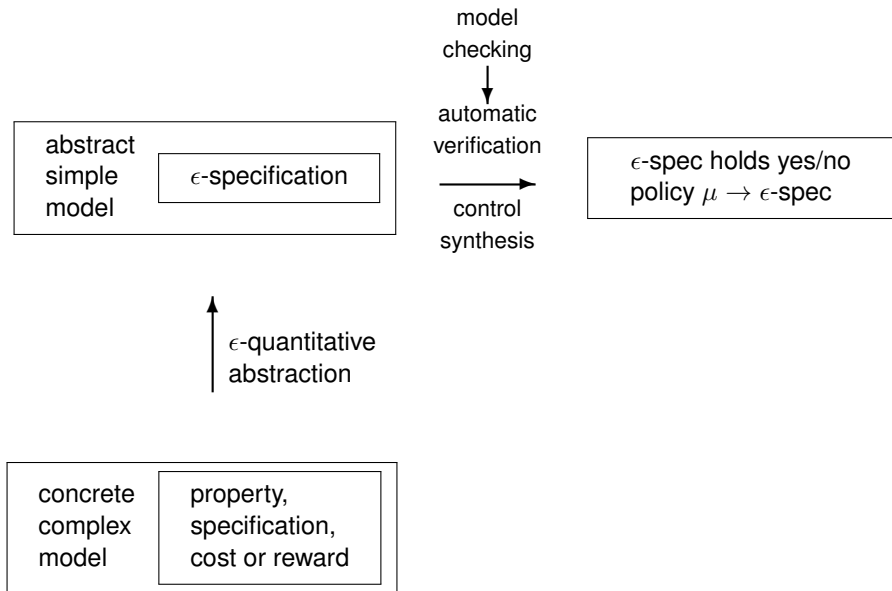 model
checking
automatic
verification
abstract
simple
model
ϵ-specification
control
synthesis
ϵ-spec holds yes/no
policy μ → ϵ-spec
ϵ-quantitative
abstraction
concrete
complex
model
property,
specification,
cost or reward